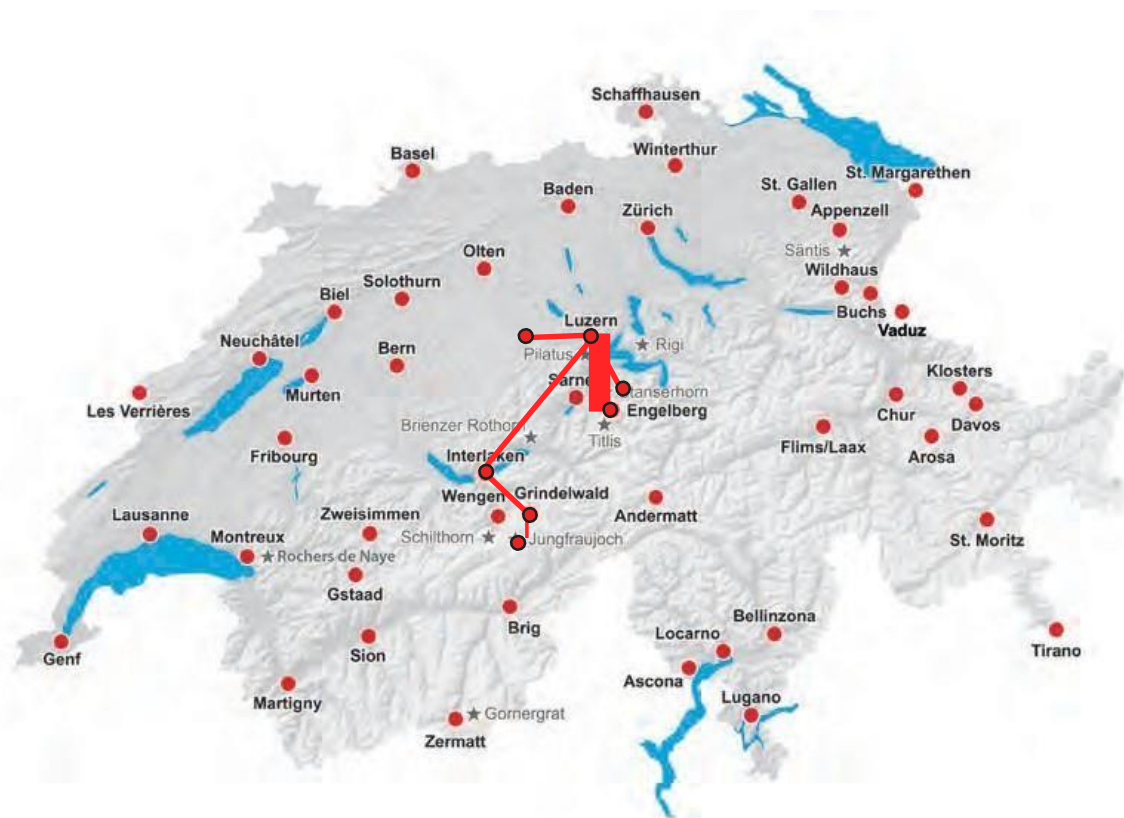 Schaffhausen
Basel
Winterthur
St. Margarethen
St. Gallen
Baden
Zürich
Appenzell
Säntis
Olten
Wildhaus
Solothurn
Biel
Buchs
Luzern
Vaduz
Neuchâtel
Bern
Pilatus
Rigi
Sarne
Klosters
Murten
tanserhorn
Les Verrières
Engelberg
Chur
Brienzer Rothorn
Davos
Titlis
Flims/Laax
Arosa
Fribourg
Interlaken
Wengen
Grindelwald
Lausanne
Zweisimmen
Andermatt
Montreux
Schilthorn
Jungfraujoch
St. Moritz
Rochers de Naye
Gstaad
Bellinzona
Brig
Locarno
Genf
Sion
Tirano
Ascona
Martigny
Lugano
Gornergrat
Zermatt